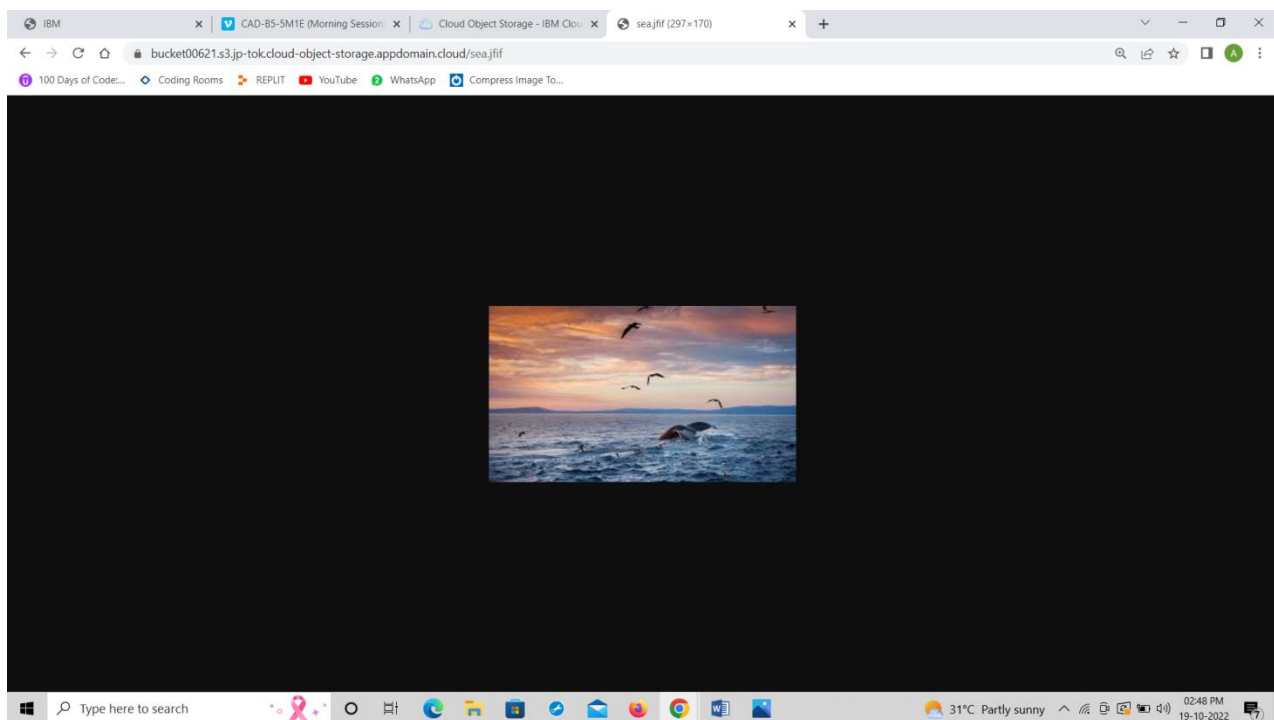 IBM
CAD-B5-5M1E (Morning Session)
Cloud Object Storage - IBM Clou
sea.jfif (297×170)
bucket00621.s3.jp-tok.cloud-object-storage.appdomain.cloud/sea.jfif
A
100 Days of Code:...
Coding Rooms
REPLIT
YouTube
WhatsApp
Compress Image To...
Type here to search
31°C Partly sunny
02:48 PM
19-10-2022
7